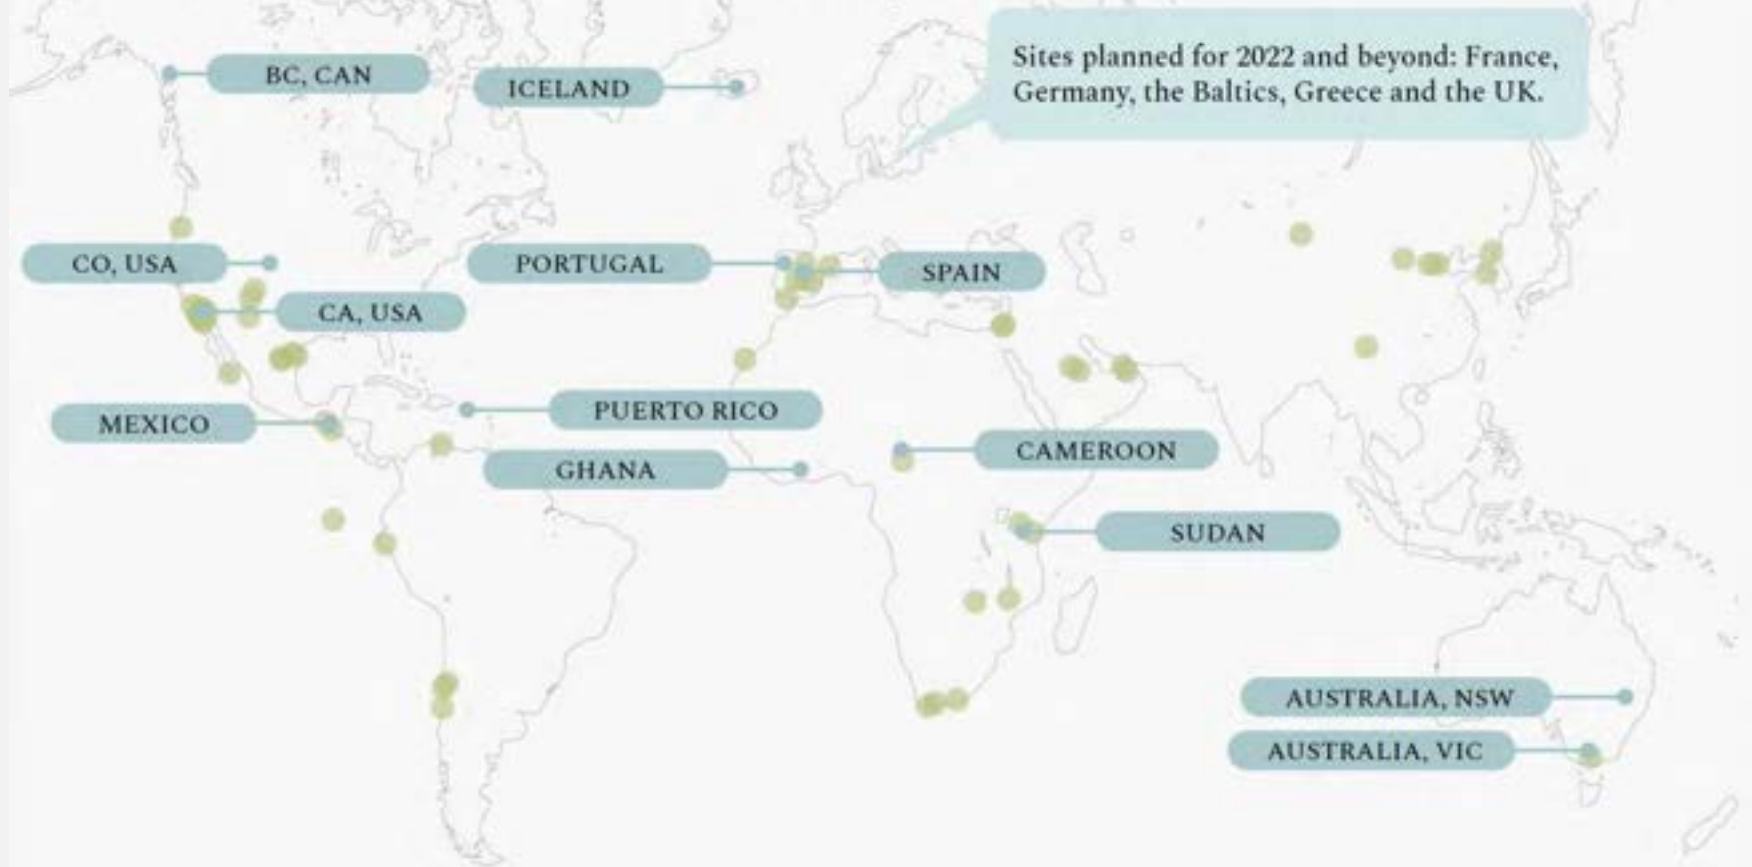 Sites planned for 2022 and beyond: France,
Germany, the Baltics, Greece and the UK.
BC, CAN
ICELAND
CO, USA
PORTUGAL
SPAIN
CA, USA
MEXICO
PUERTO RICO
CAMEROON
GHANA
SUDAN
AUSTRALIA, NSW
AUSTRALIA, VIC